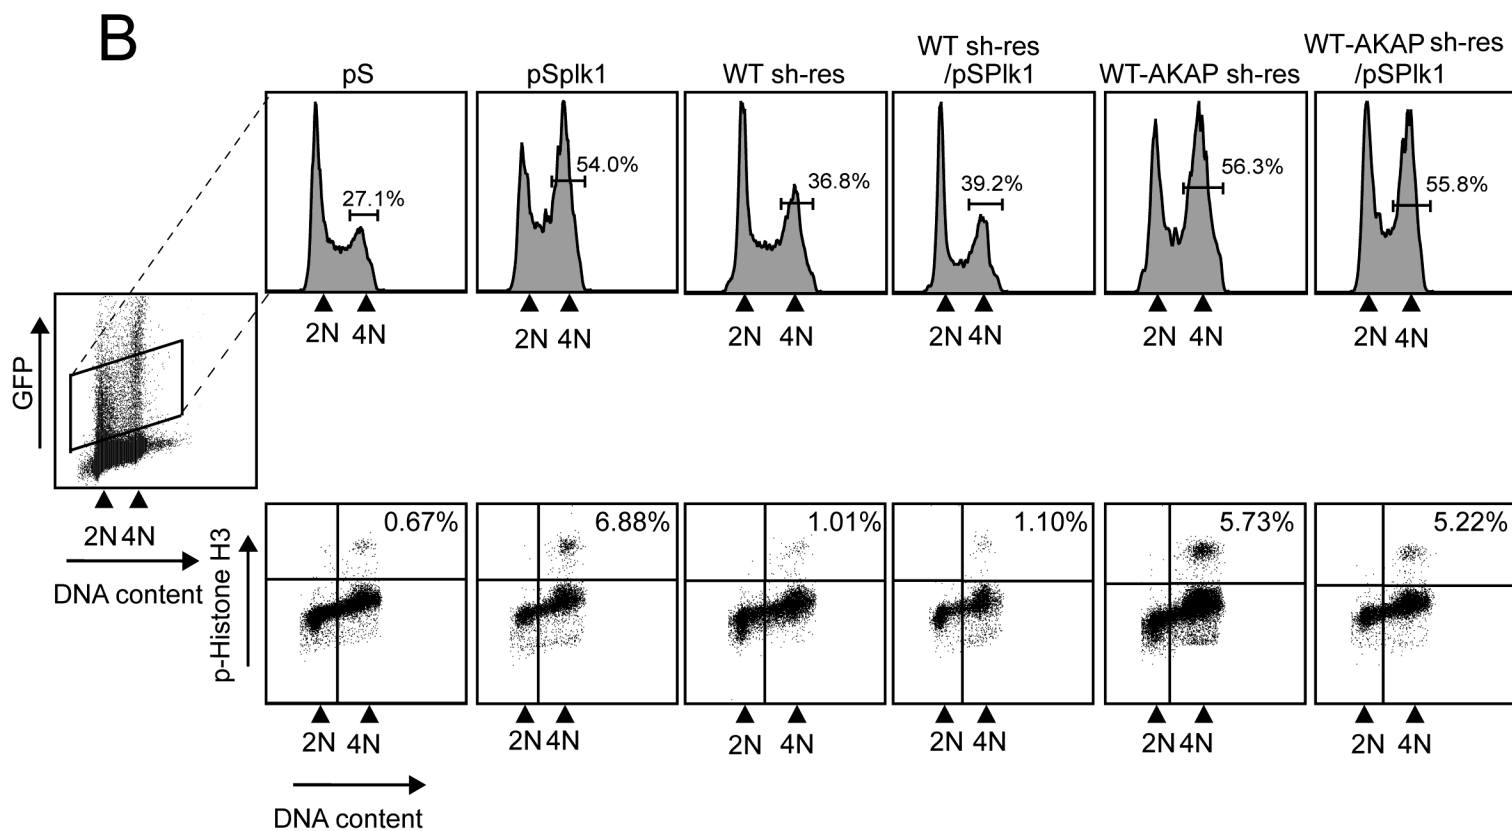 B
pS
pSplk1
WT sh-res
WT sh-res
/pSPlk1
WT-AKAP sh-res
WT-AKAP sh-res
/pSPlk1
27.1%
54.0%
36.8%
39.2%
56.3%
55.8%
2N 4N
2N 4N
2N 4N
2N 4N
2N 4N
2N 4N
GFP
2N 4N
DNA content
p-Histone H3
0.67%
6.88%
1.01%
1.10%
5.73%
5.22%
2N 4N
2N 4N
2N 4N
2N 4N
2N 4N
2N 4N
DNA content